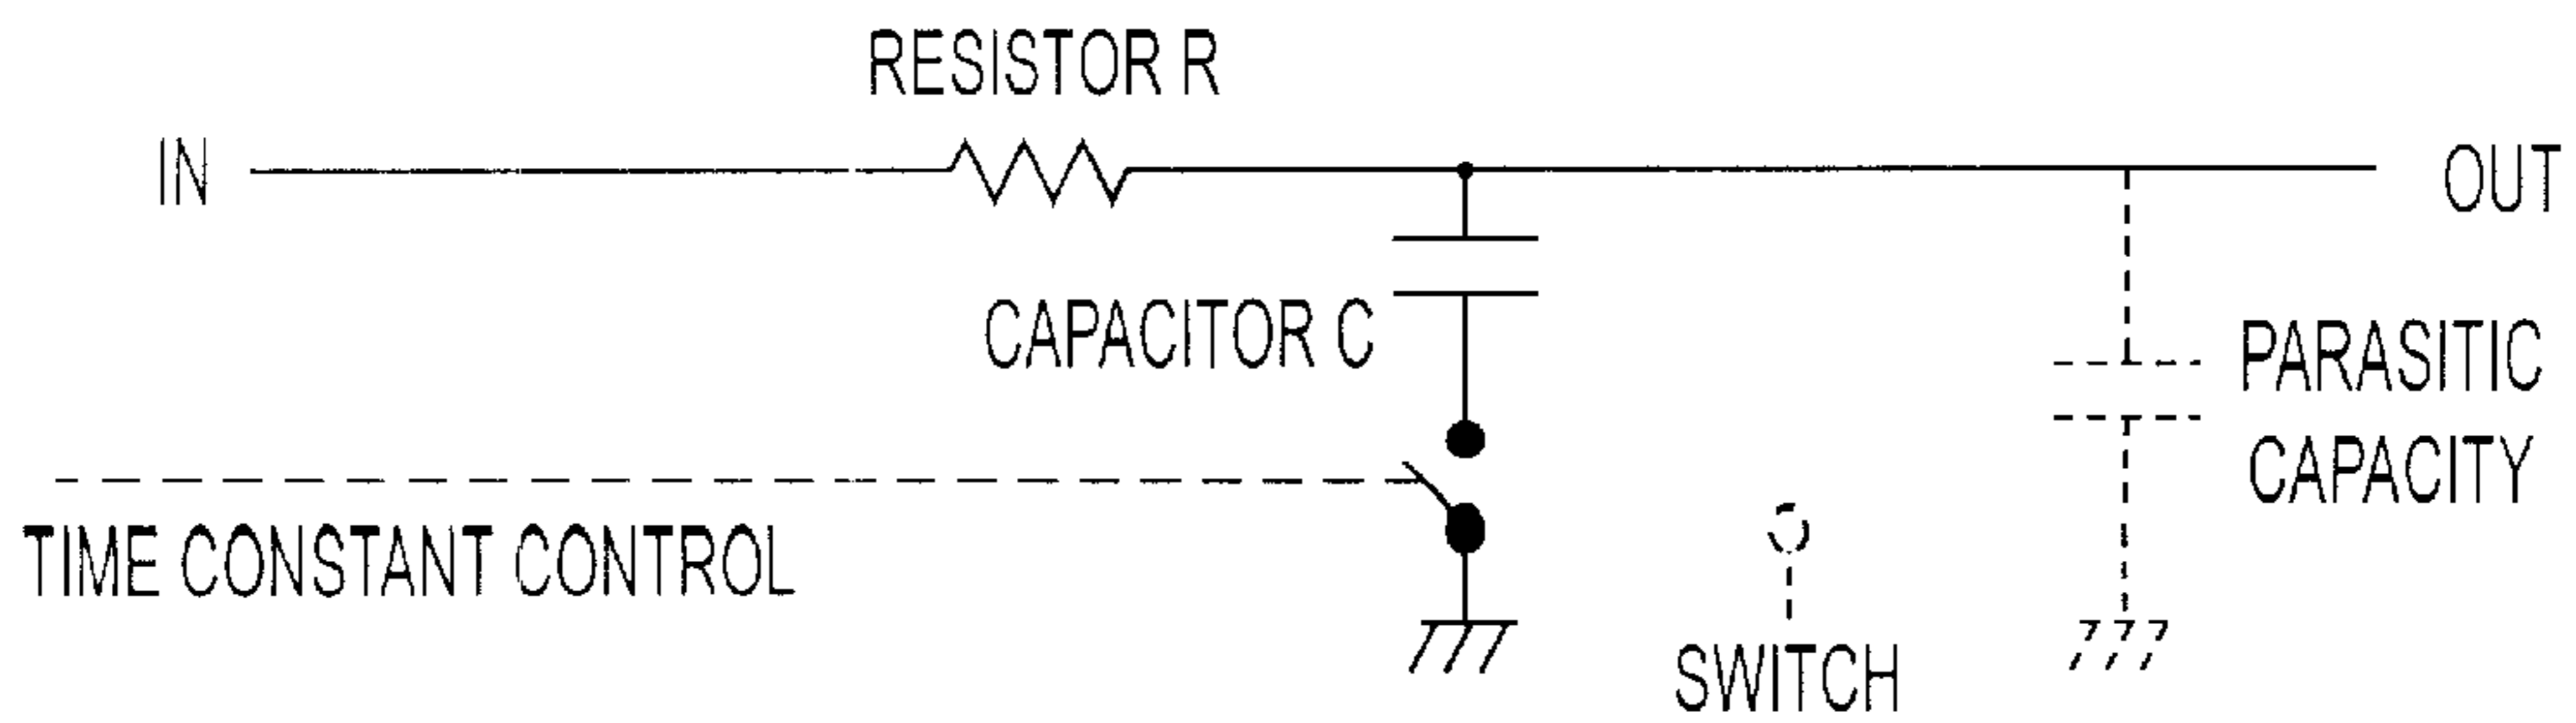 RESISTOR R
IN
OUT
CAPACITOR C
PARASITIC
CAPACITY
TIME CONSTANT CONTROL
SWITCH